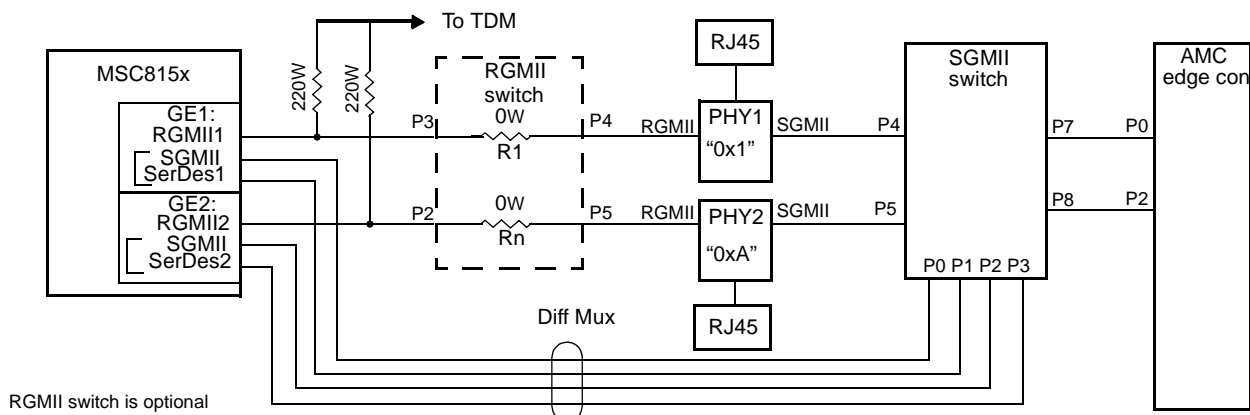 To TDM
MSC815x
220W
220W
RGMII
switch
RJ45
SGMII
switch
AMC
edge con
GE1:
RGMII1
SGMII
SerDes1
P3
0W
R1
P4
RGMII
PHY1
"0x1"
SGMII
P4
P7
P0
GE2:
RGMII2
SGMII
SerDes2
P2
0W
Rn
P5
RGMII
PHY2
"0xA"
SGMII
P5
P8
P2
P0 P1 P2 P3
RJ45
Diff Mux
RGMII switch is optional